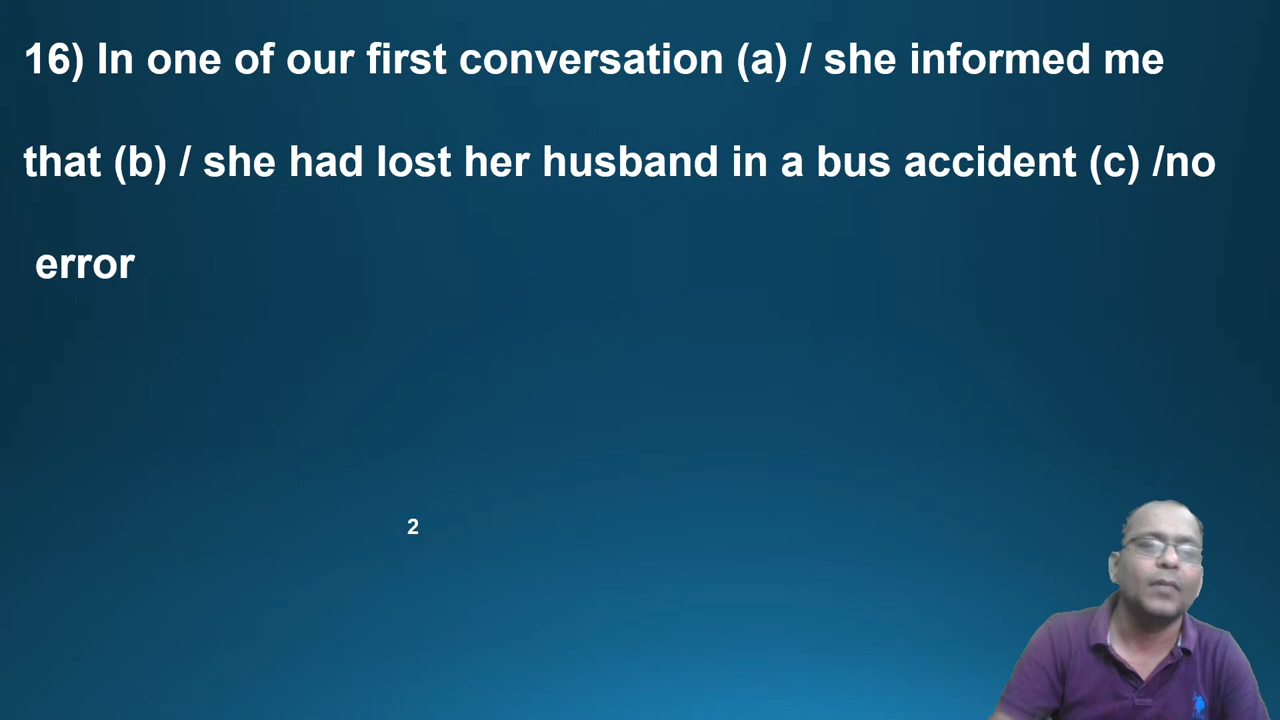 16) In one of our first conversation (a) / she informed me
that (b) / she had lost her husband in a bus accident (c) /no
error
2